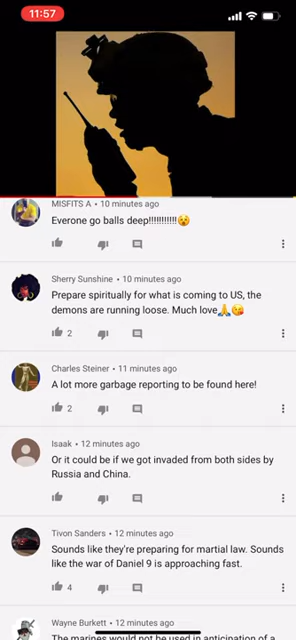 11:57
MISFITS A • 10 minutes ago
Everone go balls deep!!!!!!!!!!!😵
Sherry Sunshine • 10 minutes ago
Prepare spiritually for what is coming to US, the
demons are running loose. Much love🙏😘
2
Charles Steiner • 11 minutes ago
A lot more garbage reporting to be found here!
2
Isaak • 12 minutes ago
Or it could be if we got invaded from both sides by
Russia and China.
Tivon Sanders • 12 minutes ago
Sounds like they're preparing for martial law. Sounds
like the war of Daniel 9 is approaching fast.
4
Wayne Burkett • 12 minutes ago
The marines would not be used in anticipation of a